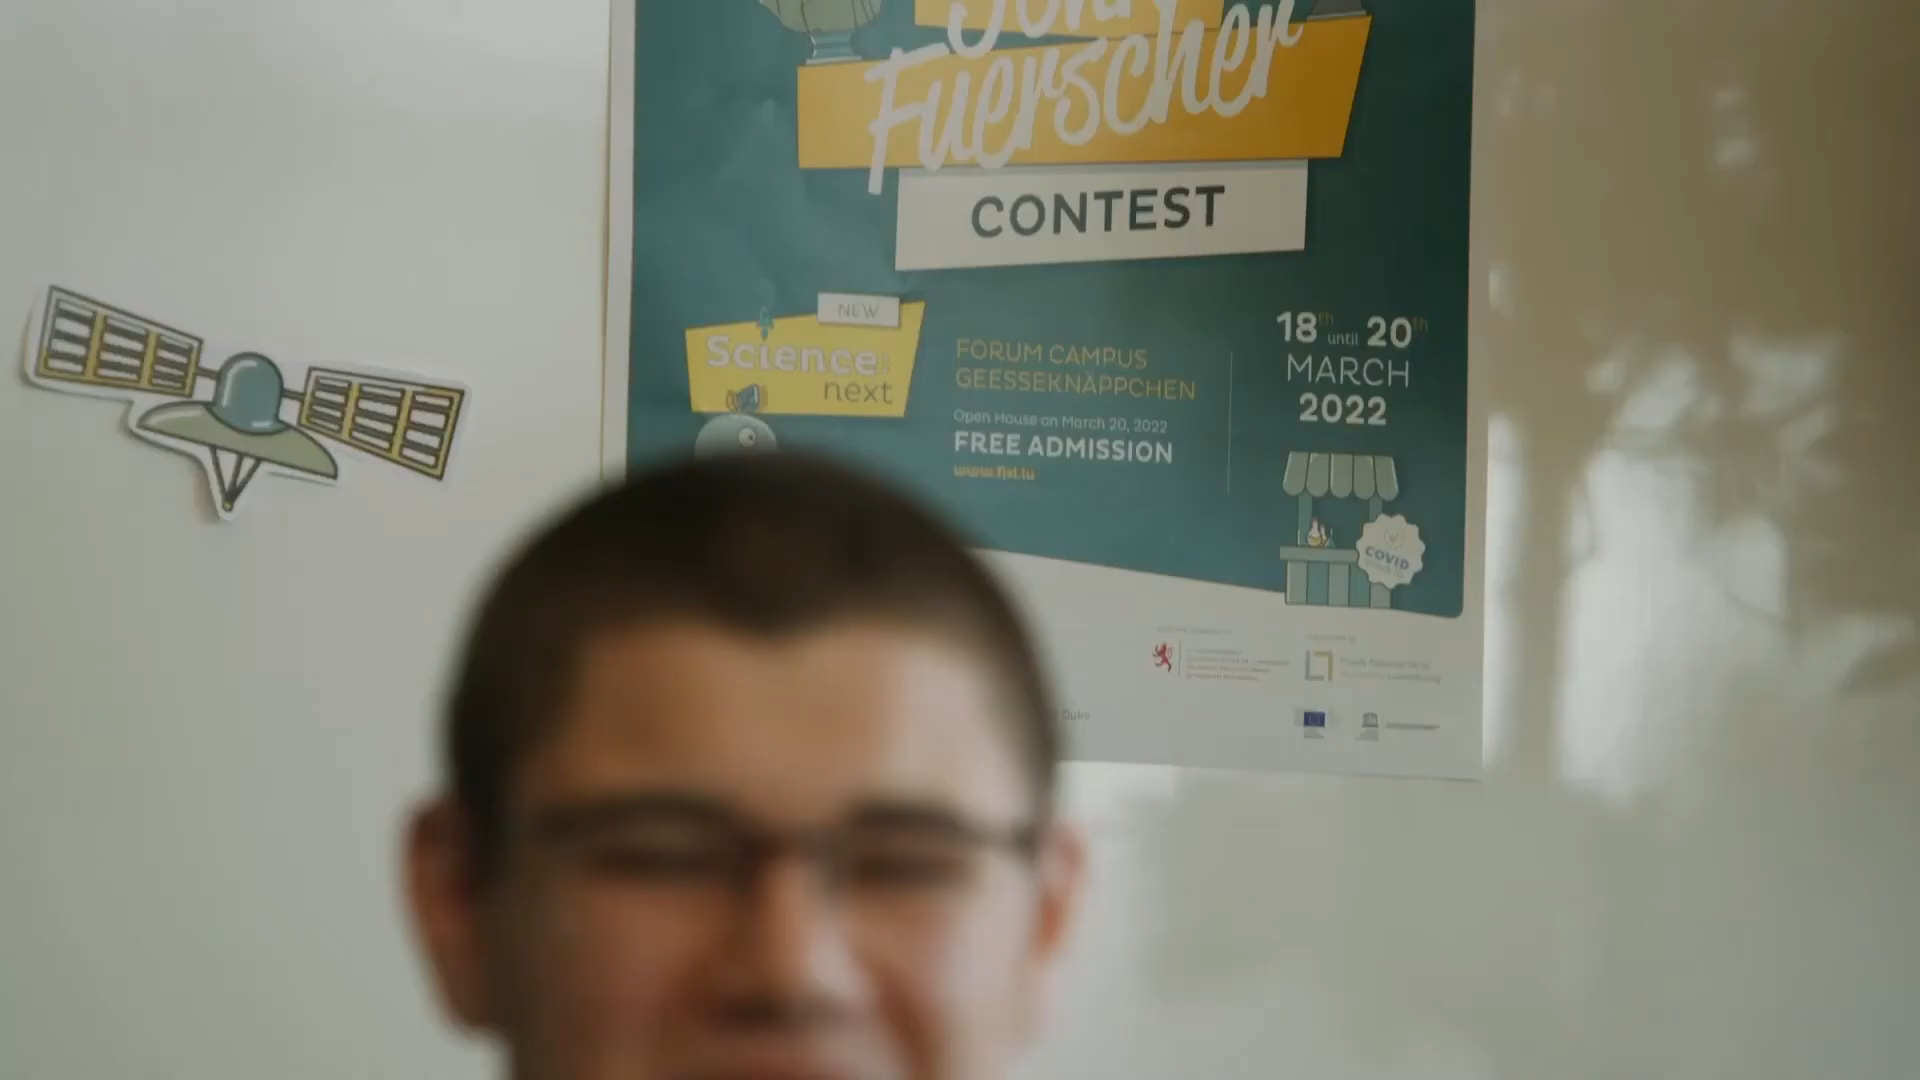 Fuerscher
CONTEST
NEW
Science
next
FORUM CAMPUS
GEESSEKNÄPPCHEN
Open House on March 20, 2022
FREE ADMISSION
www.fjsl.lu
18th until 20th
MARCH
2022
COVID
Duke